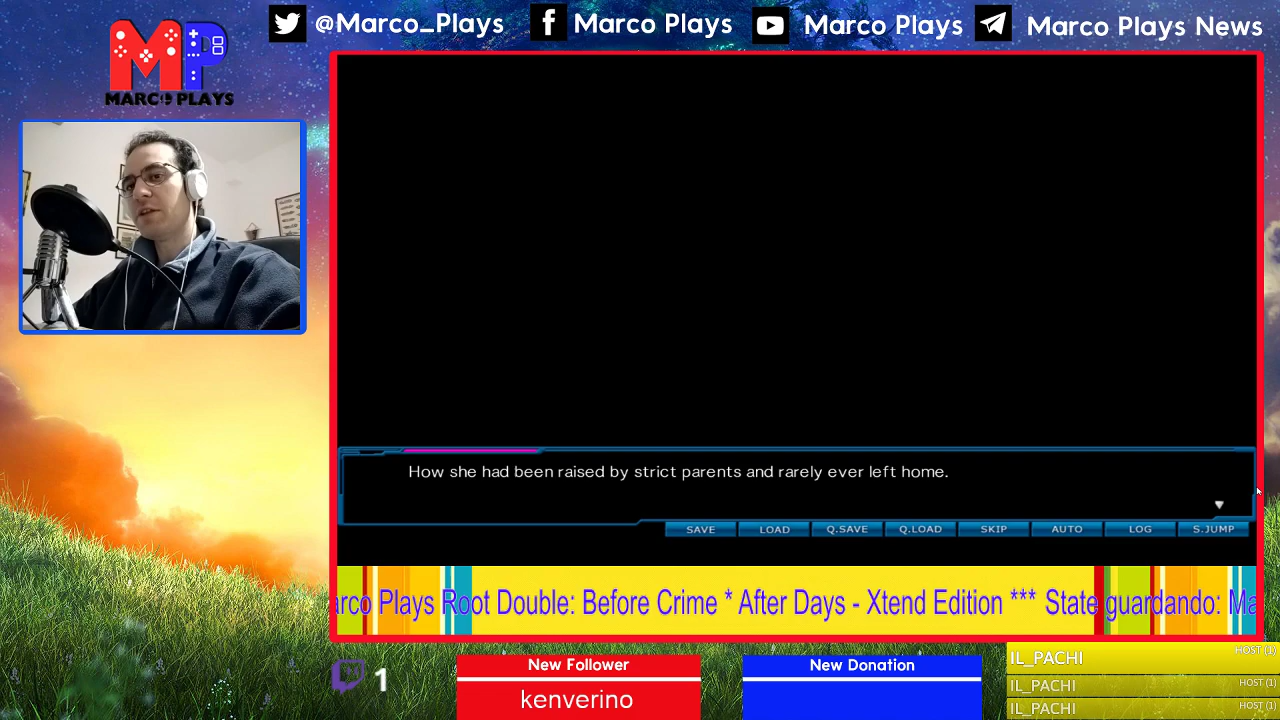 @Marco_Plays
Marco Plays
Marco Plays
Marco Plays News
MP
MARCO PLAYS
How she had been raised by strict parents and rarely ever left home.
SAVE LOAD Q.SAVE Q.LOAD SKIP AUTO LOG S.JUMP
arco Plays Root Double: Before Crime * After Days - Xtend Edition *** State guardando: Ma
1
New Follower
kenverino
New Donation
IL_PACHI HOST (1)
IL_PACHI HOST (1)
IL_PACHI HOST (1)